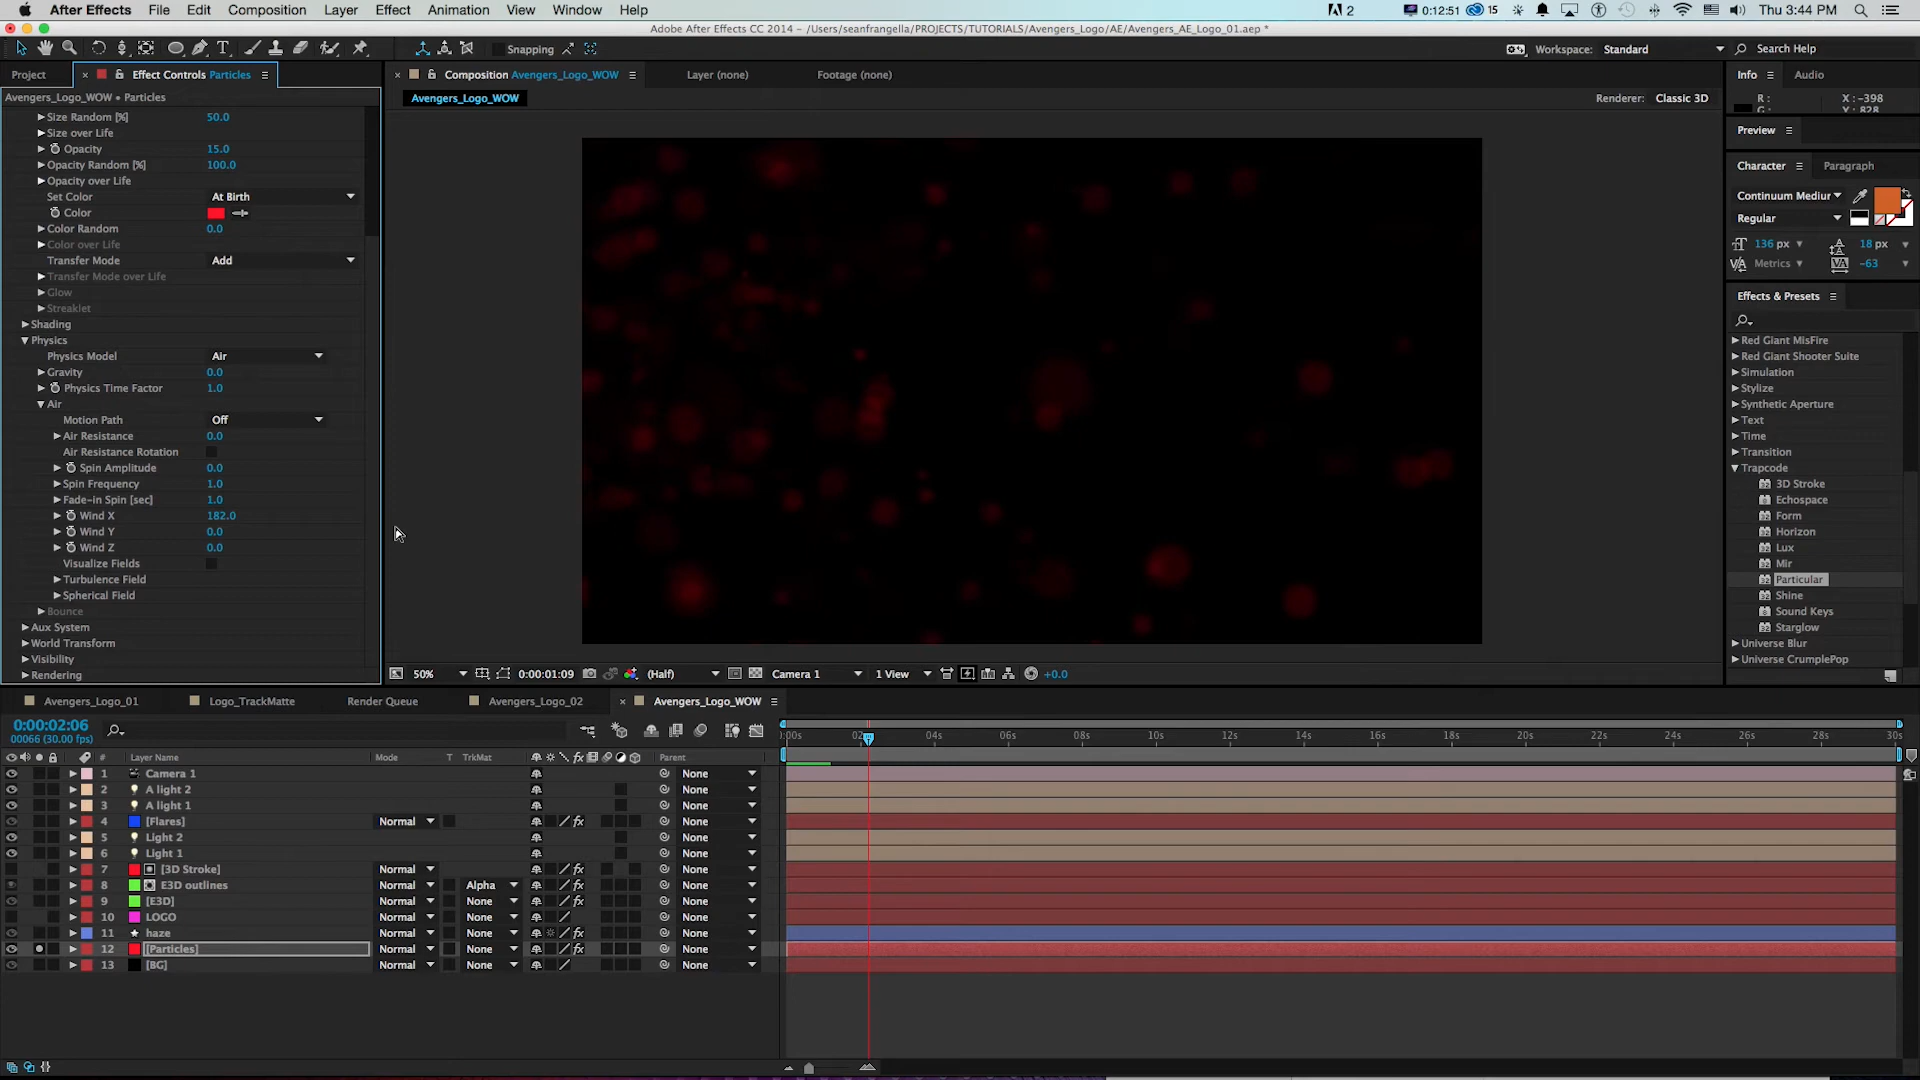 After Effects File Edit Composition Layer Effect Animation View Window Help 2 0:12:51 15 Thu 3:44 PM
Adobe After Effects CC 2014 - /Users/seanfrangella/PROJECTS/TUTORIALS/Avengers_Logo/AE/Avengers_AE_Logo_01.aep *
Snapping Workspace: Standard Search Help
Project Effect Controls Particles Composition Avengers_Logo_WOW Layer (none) Footage (none) Info Audio
Avengers_Logo_WOW • Particles Avengers_Logo_WOW Renderer: Classic 3D R: X: -398
G: Y: 828
Size Random [%] 50.0
Size over Life
Opacity 15.0
Opacity Random [%] 100.0
Opacity over Life
Set Color At Birth
Color
Color Random 0.0
Color over Life
Transfer Mode Add
Transfer Mode over Life
Glow
Streaklet
Shading
Physics
Physics Model Air
Gravity 0.0
Physics Time Factor 1.0
Air
Motion Path Off
Air Resistance 0.0
Air Resistance Rotation
Spin Amplitude 0.0
Spin Frequency 1.0
Fade-in Spin [sec] 1.0
Wind X 182.0
Wind Y 0.0
Wind Z 0.0
Visualize Fields
Turbulence Field
Spherical Field
Bounce
Aux System
World Transform
Visibility
Rendering
50% 0:00:01:09 (Half) Camera 1 1 View +0.0
Preview
Character Paragraph
Continuum Mediur
Regular
136 px 18 px
Metrics -63
Effects & Presets
Red Giant MisFire
Red Giant Shooter Suite
Simulation
Stylize
Synthetic Aperture
Text
Time
Transition
Trapcode
3D Stroke
Echospace
Form
Horizon
Lux
Mir
Particular
Shine
Sound Keys
Starglow
Universe Blur
Universe CrumplePop
Avengers_Logo_01 Logo_TrackMatte Render Queue Avengers_Logo_02 Avengers_Logo_WOW
0:00:02:06
00066 (30.00 fps)
:00s 02 04s 06s 08s 10s 12s 14s 16s 18s 20s 22s 24s 26s 28s 30s
# Layer Name Mode T TrkMat Parent
1 Camera 1 None
2 A light 2 None
3 A light 1 None
4 [Flares] Normal None
5 Light 2 None
6 Light 1 None
7 [3D Stroke] Normal None
8 E3D outlines Normal Alpha None
9 [E3D] Normal None None
10 LOGO Normal None None
11 haze Normal None None
12 [Particles] Normal None None
13 [BG] Normal None None